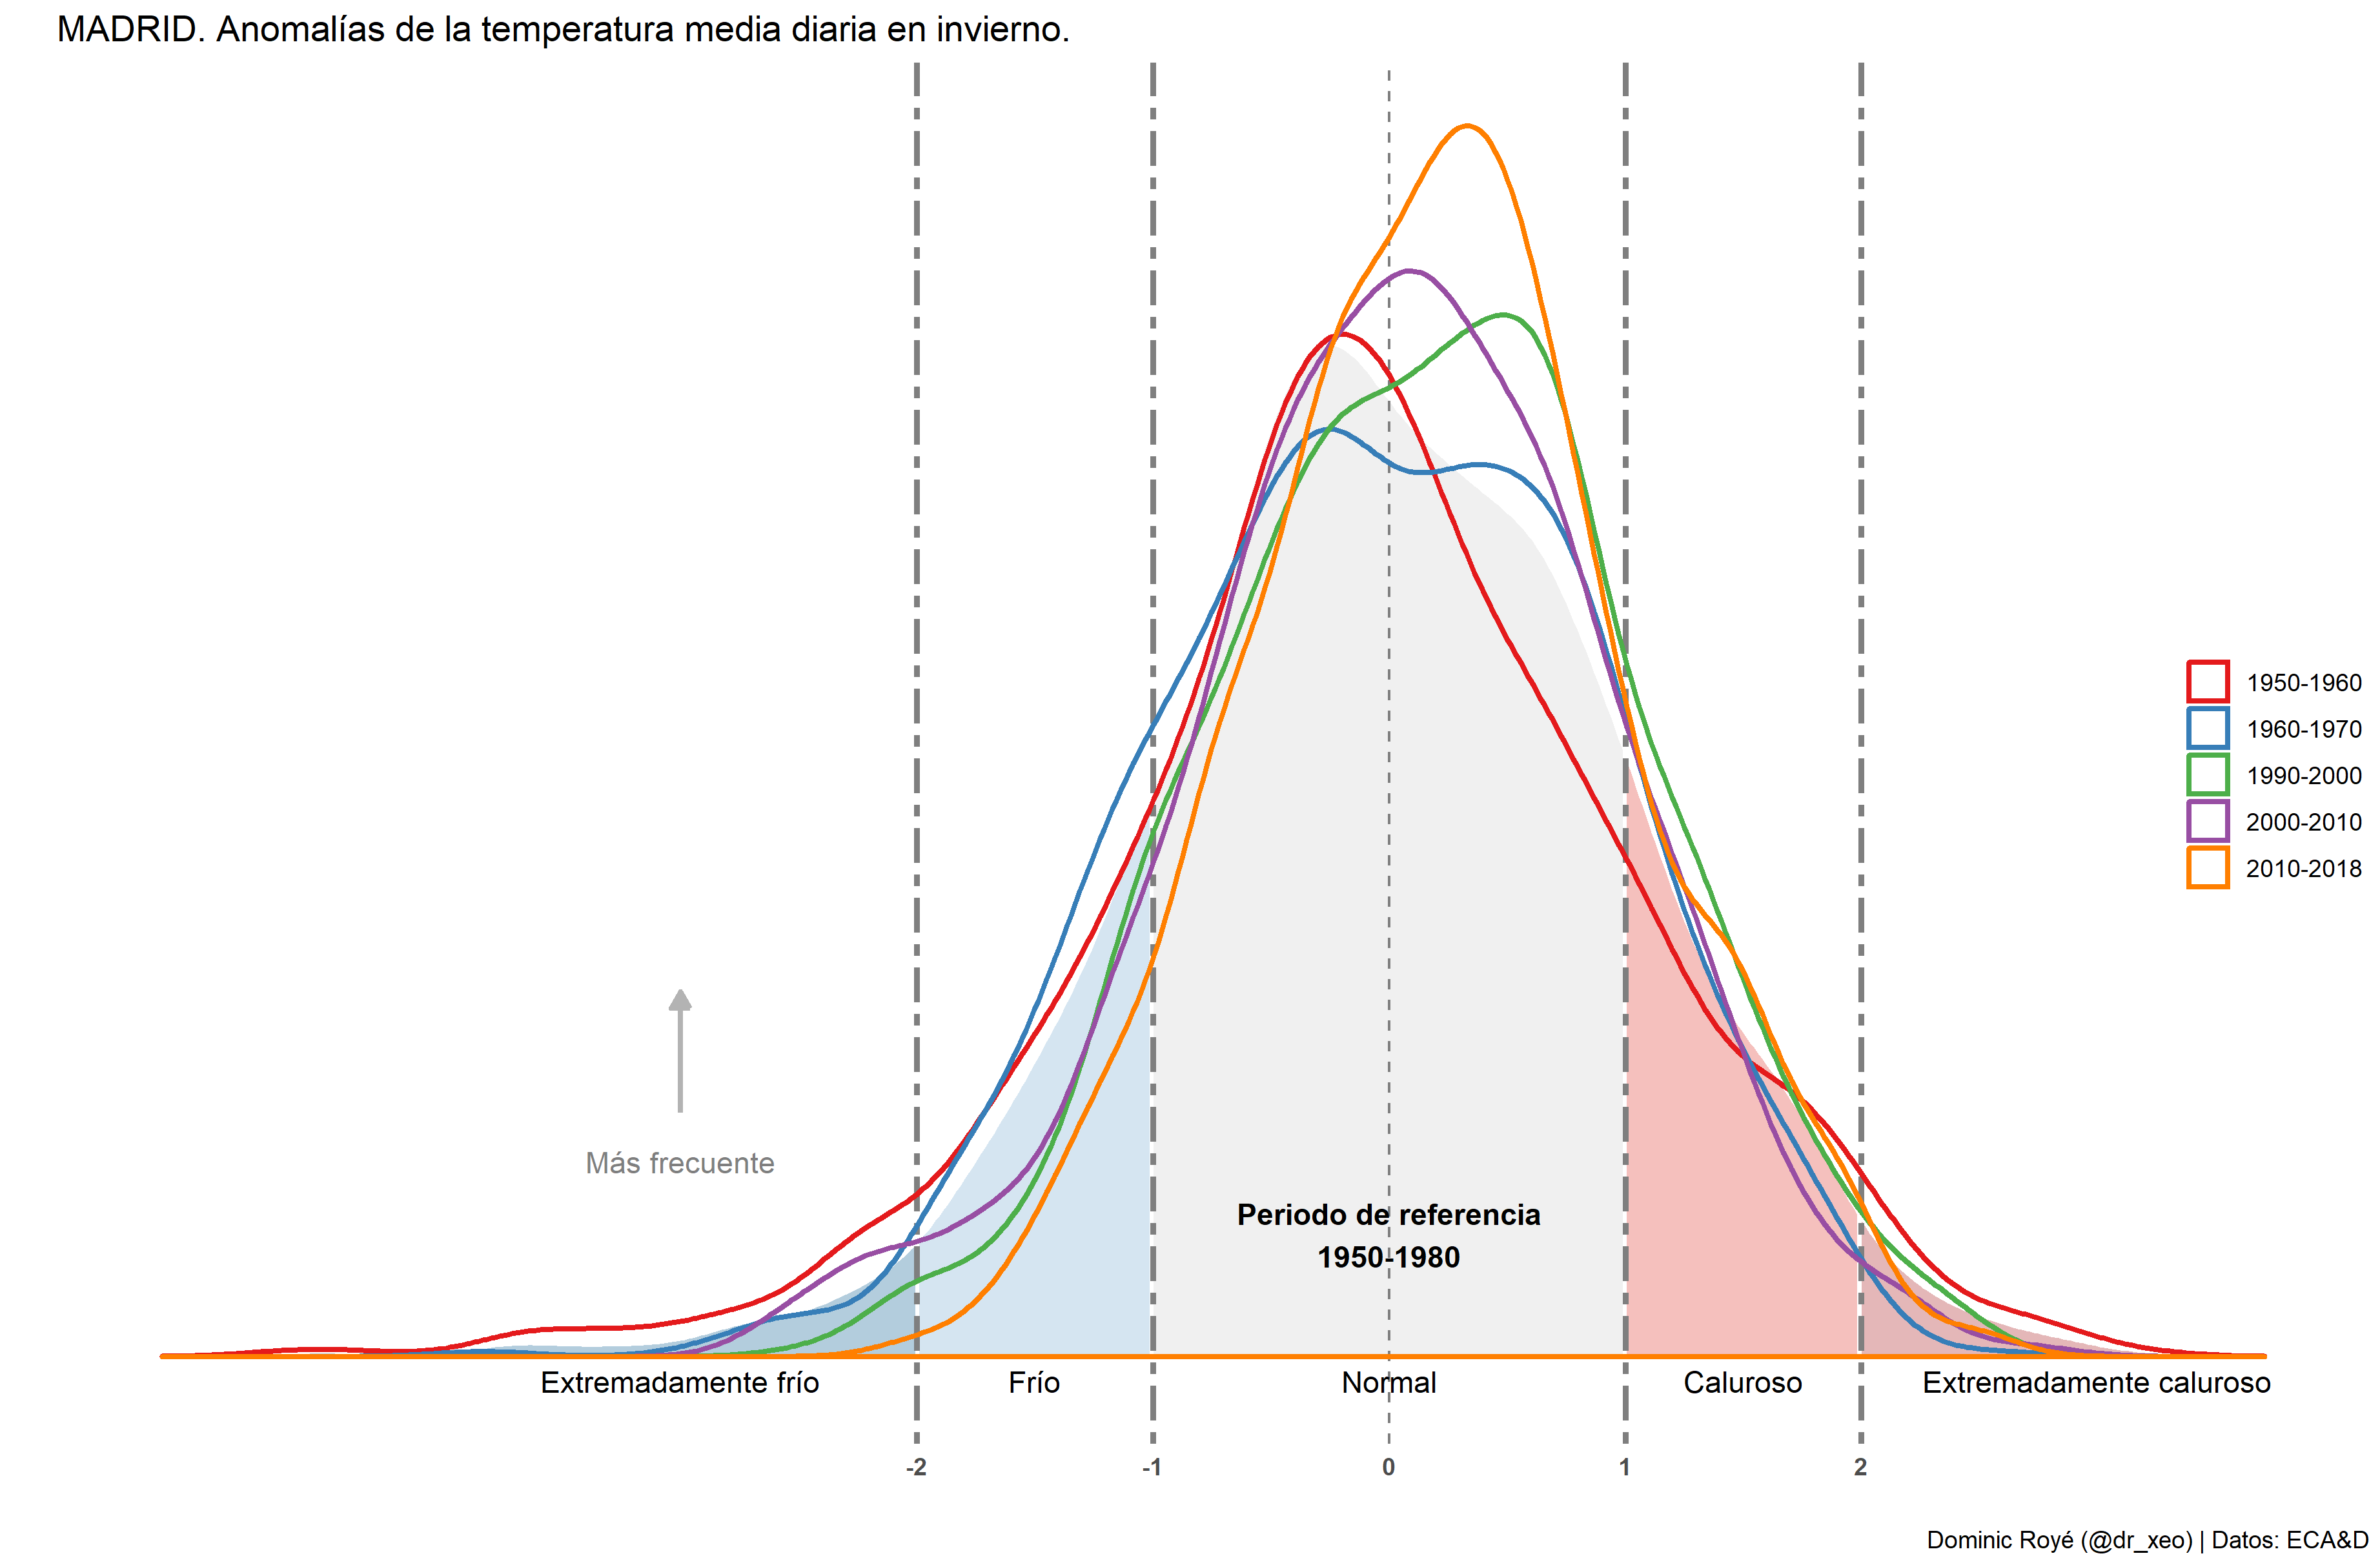 MADRID. Anomalías de la temperatura media diaria en invierno.
1950-1960
1960-1970
1990-2000
2000-2010
2010-2018
Más frecuente
Periodo de referencia
1950-1980
Extremadamente frío
Frío
Normal
Caluroso
Extremadamente caluroso
-2
-1
0
1
2
Dominic Royé (@dr_xeo) | Datos: ECA&D